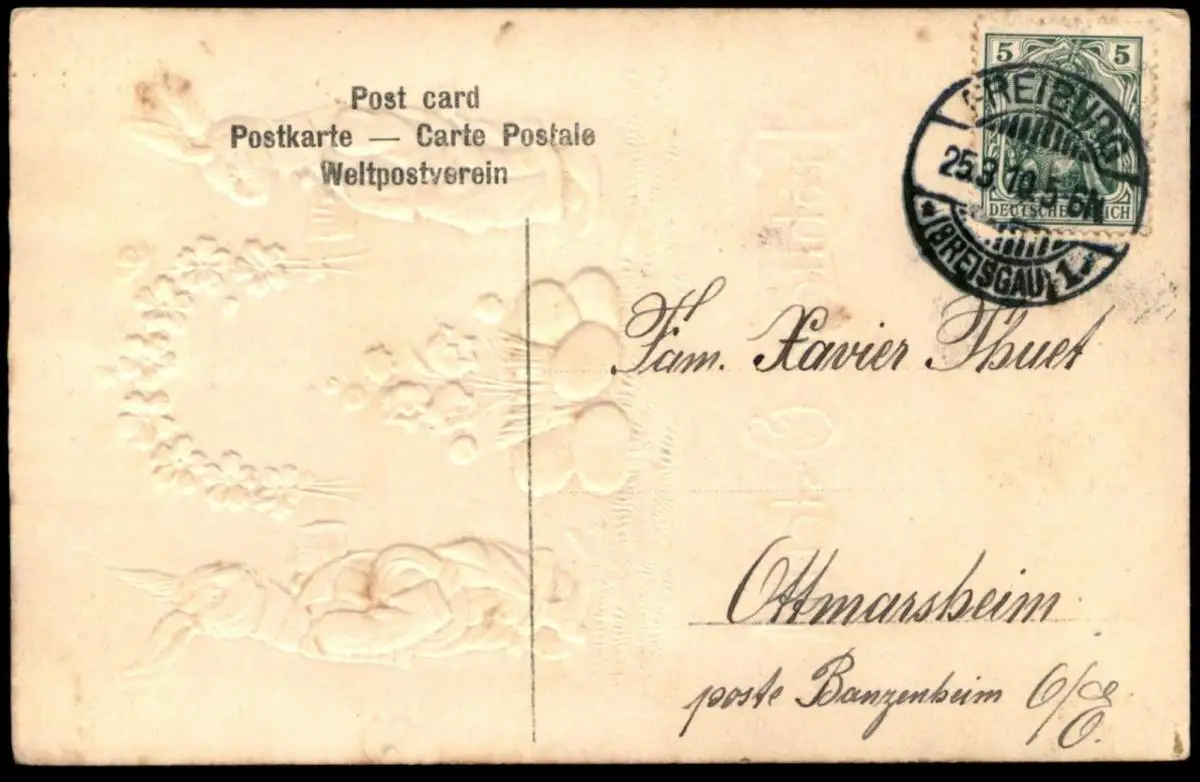 Post card
Postkarte — Carte Postale
Weltpostverein
5 5
DEUTSCHES REICH
FREIBURG
25.3.10.5-6N
* (BREISGAU) 1 *
Fam. Xavier Thuet
Ottmarsheim
poste Banzenheim O/E.